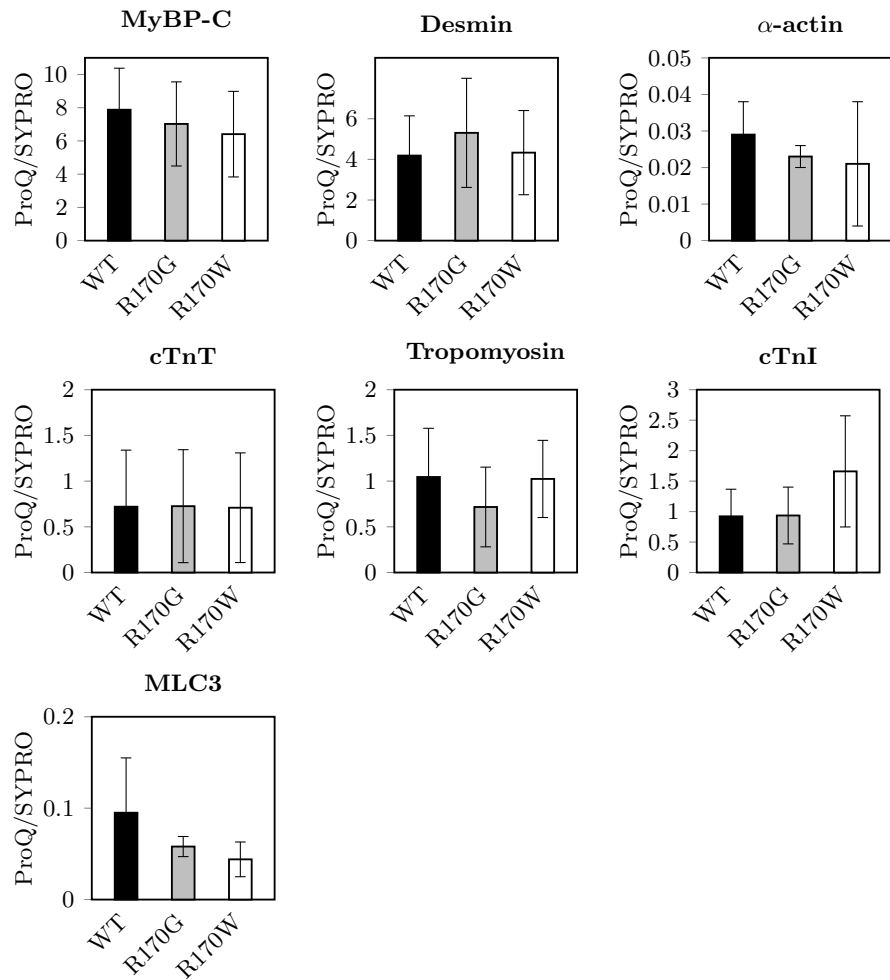 MyBP-C
ProQ/SYPRO
10
8
6
4
2
0
WT
R170G
R170W
Desmin
ProQ/SYPRO
6
4
2
0
WT
R170G
R170W
α-actin
ProQ/SYPRO
0.05
0.04
0.03
0.02
0.01
0
WT
R170G
R170W
cTnT
ProQ/SYPRO
2
1.5
1
0.5
0
WT
R170G
R170W
Tropomyosin
ProQ/SYPRO
2
1.5
1
0.5
0
WT
R170G
R170W
cTnI
ProQ/SYPRO
3
2.5
2
1.5
1
0.5
0
WT
R170G
R170W
MLC3
ProQ/SYPRO
0.2
0.1
0
WT
R170G
R170W